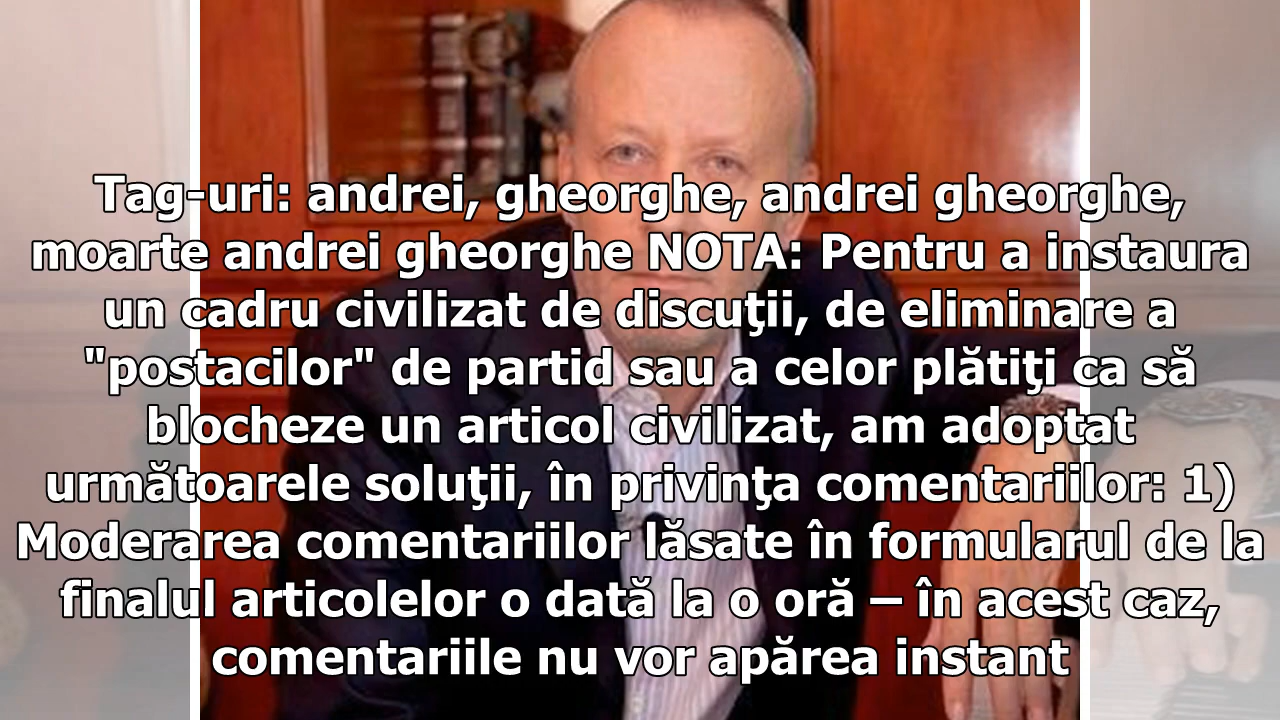 Tag-uri: andrei, gheorghe, andrei gheorghe,
moarte andrei gheorghe NOTA: Pentru a instaura
un cadru civilizat de discuţii, de eliminare a
"postacilor" de partid sau a celor plătiţi ca să
blocheze un articol civilizat, am adoptat
următoarele soluţii, în privinţa comentariilor: 1)
Moderarea comentariilor lăsate în formularul de la
finalul articolelor o dată la o oră – în acest caz,
comentariile nu vor apărea instant